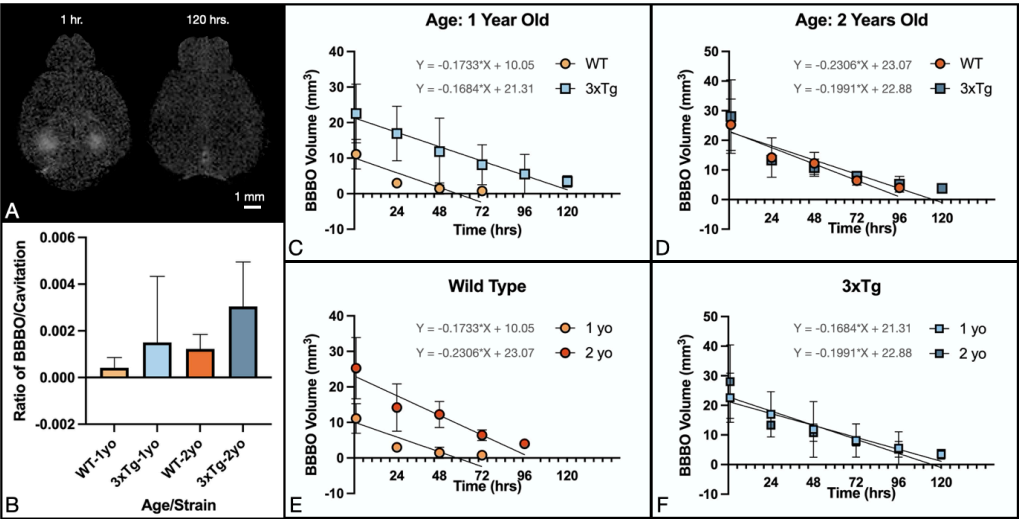 1 hr.
120 hrs.
1 mm
A
0.006
0.004
0.002
0.000
-0.002
Ratio of BBBO/Cavitation
WT-1yo
3xTg-1yo
WT-2yo
3xTg-2yo
Age/Strain
B
Age: 1 Year Old
40
30
20
10
0
-10
BBBO Volume (mm³)
Y = -0.1733*X + 10.05
WT
Y = -0.1684*X + 21.31
3xTg
24
48
72
96
120
Time (hrs)
C
Age: 2 Years Old
50
40
30
20
10
0
-10
BBBO Volume (mm³)
Y = -0.2306*X + 23.07
WT
Y = -0.1991*X + 22.88
3xTg
24
48
72
96
120
Time (hrs)
D
Wild Type
40
30
20
10
0
-10
BBBO Volume (mm³)
Y = -0.1733*X + 10.05
1 yo
Y = -0.2306*X + 23.07
2 yo
24
48
72
96
120
Time (hrs)
E
3xTg
50
40
30
20
10
0
-10
BBBO Volume (mm³)
Y = -0.1684*X + 21.31
1 yo
Y = -0.1991*X + 22.88
2 yo
24
48
72
96
120
Time (hrs)
F